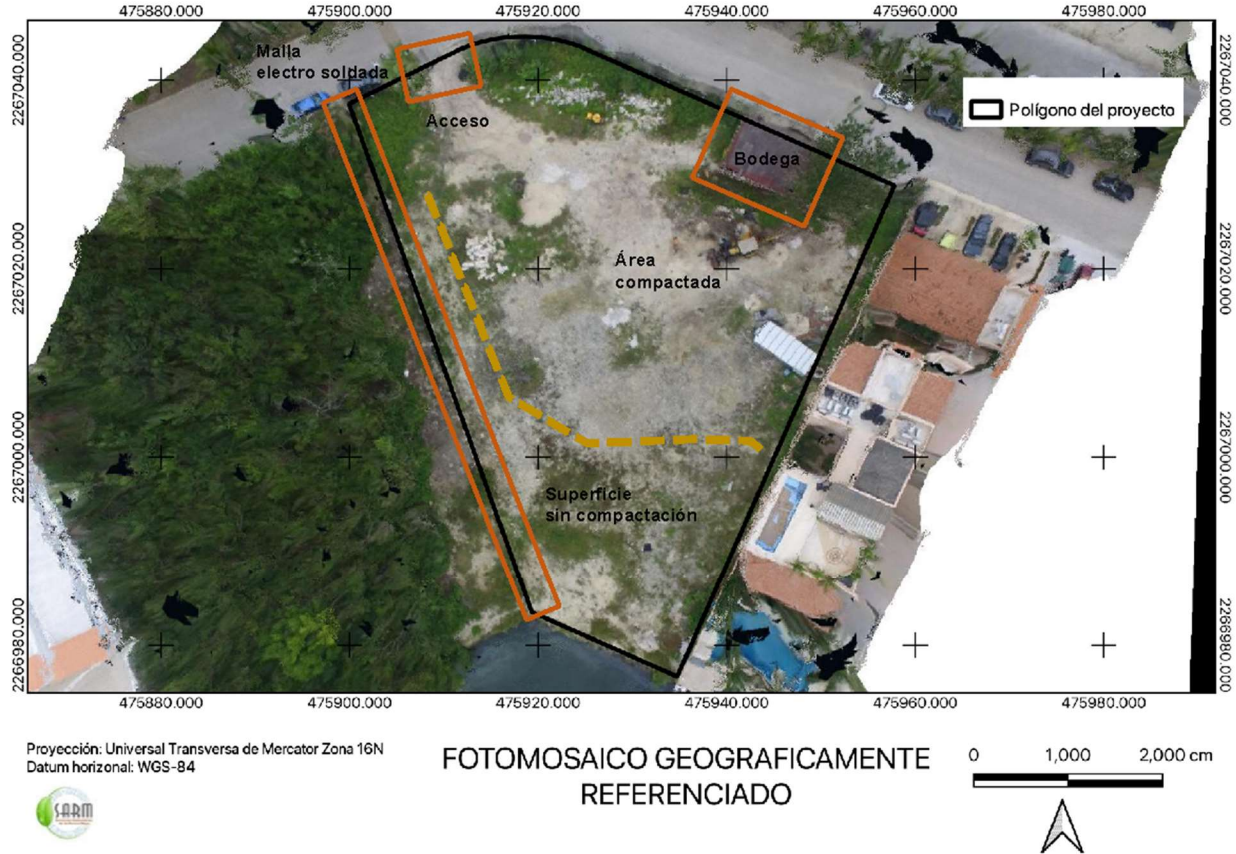 475880.000 475900.000 475920.000 475940.000 475960.000 475980.000
2267040.000
2267020.000
2267000.000
2266980.000
Malla
electro soldada
Acceso
Bodega
Polígono del proyecto
Área
compactada
Superficie
sin compactación
2267040.000
2267020.000
2267000.000
2266980.000
475880.000 475900.000 475920.000 475940.000 475960.000 475980.000
Proyección: Universal Transversa de Mercator Zona 16N
Datum horizonal: WGS-84
SARM
FOTOMOSAICO GEOGRAFICAMENTE
REFERENCIADO
0 1,000 2,000 cm